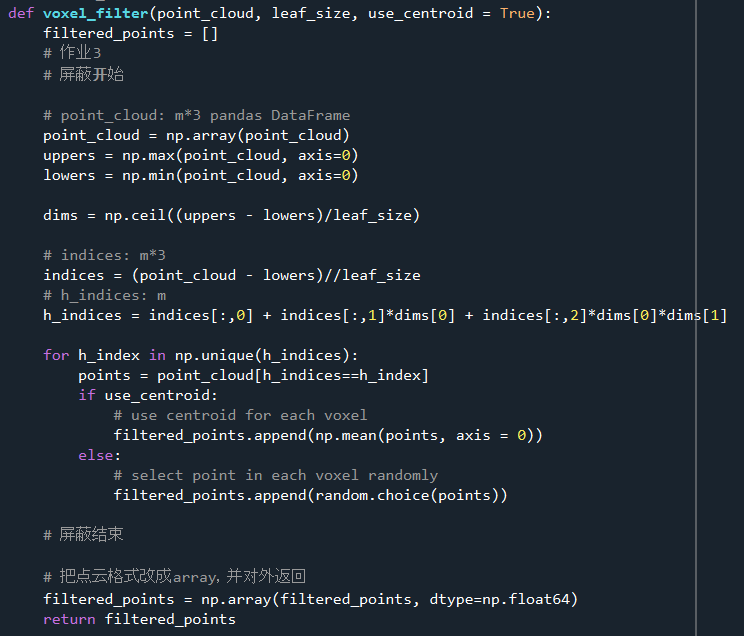 def voxel_filter(point_cloud, leaf_size, use_centroid = True):
    filtered_points = []
    # 作业3
    # 屏蔽开始

    # point_cloud: m*3 pandas DataFrame
    point_cloud = np.array(point_cloud)
    uppers = np.max(point_cloud, axis=0)
    lowers = np.min(point_cloud, axis=0)

    dims = np.ceil((uppers - lowers)/leaf_size)

    # indices: m*3
    indices = (point_cloud - lowers)//leaf_size
    # h_indices: m
    h_indices = indices[:,0] + indices[:,1]*dims[0] + indices[:,2]*dims[0]*dims[1]

    for h_index in np.unique(h_indices):
        points = point_cloud[h_indices==h_index]
        if use_centroid:
            # use centroid for each voxel
            filtered_points.append(np.mean(points, axis = 0))
        else:
            # select point in each voxel randomly
            filtered_points.append(random.choice(points))

    # 屏蔽结束

    # 把点云格式改成array, 并对外返回
    filtered_points = np.array(filtered_points, dtype=np.float64)
    return filtered_points